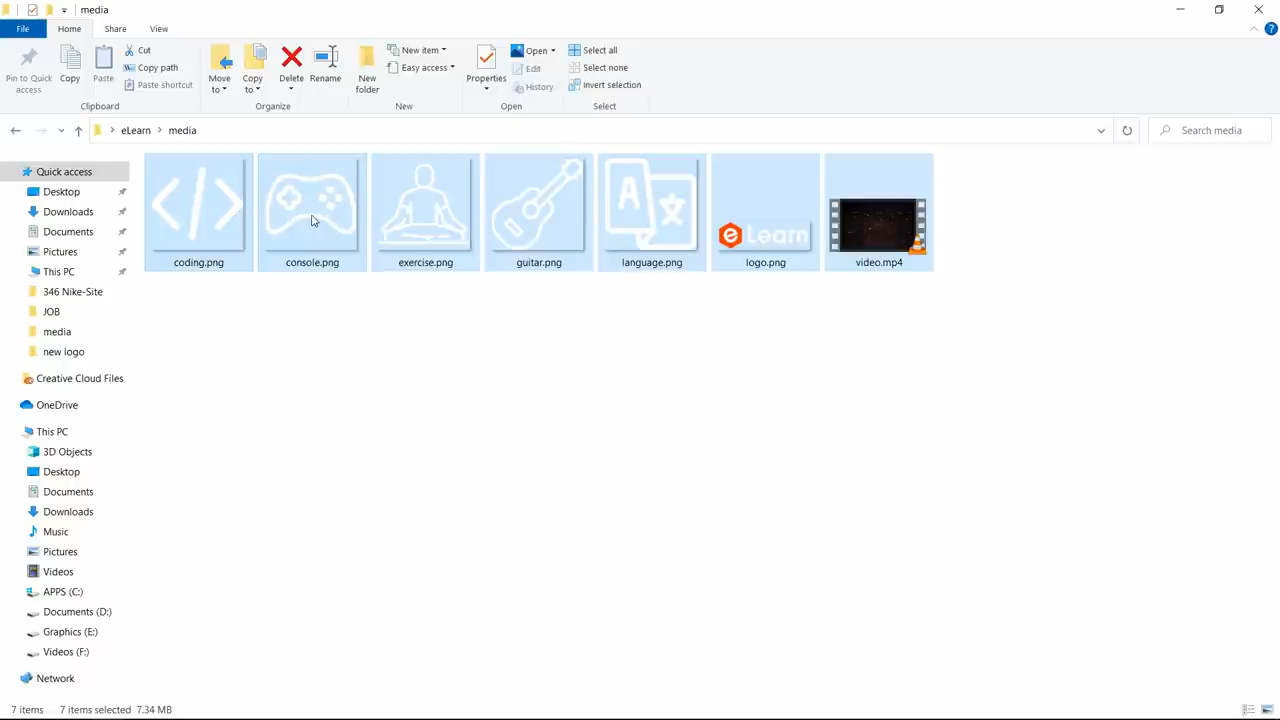 media
File
Home
Share
View
Pin to Quick access
Copy
Paste
Cut
Copy path
Paste shortcut
Clipboard
Move to
Copy to
Delete
Rename
Organize
New folder
New item
Easy access
New
Properties
Open
Edit
History
Open
Select all
Select none
Invert selection
Select
eLearn
media
Search media
Quick access
Desktop
Downloads
Documents
Pictures
This PC
346 Nike-Site
JOB
media
new logo
Creative Cloud Files
OneDrive
This PC
3D Objects
Desktop
Documents
Downloads
Music
Pictures
Videos
APPS (C:)
Documents (D:)
Graphics (E:)
Videos (F:)
Network
A
文
e Learn
coding.png
console.png
exercise.png
guitar.png
language.png
logo.png
video.mp4
7 items
7 items selected 7.34 MB